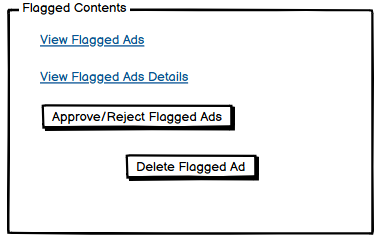 Flagged Contents
View Flagged Ads
View Flagged Ads Details
Approve/Reject Flagged Ads
Delete Flagged Ad